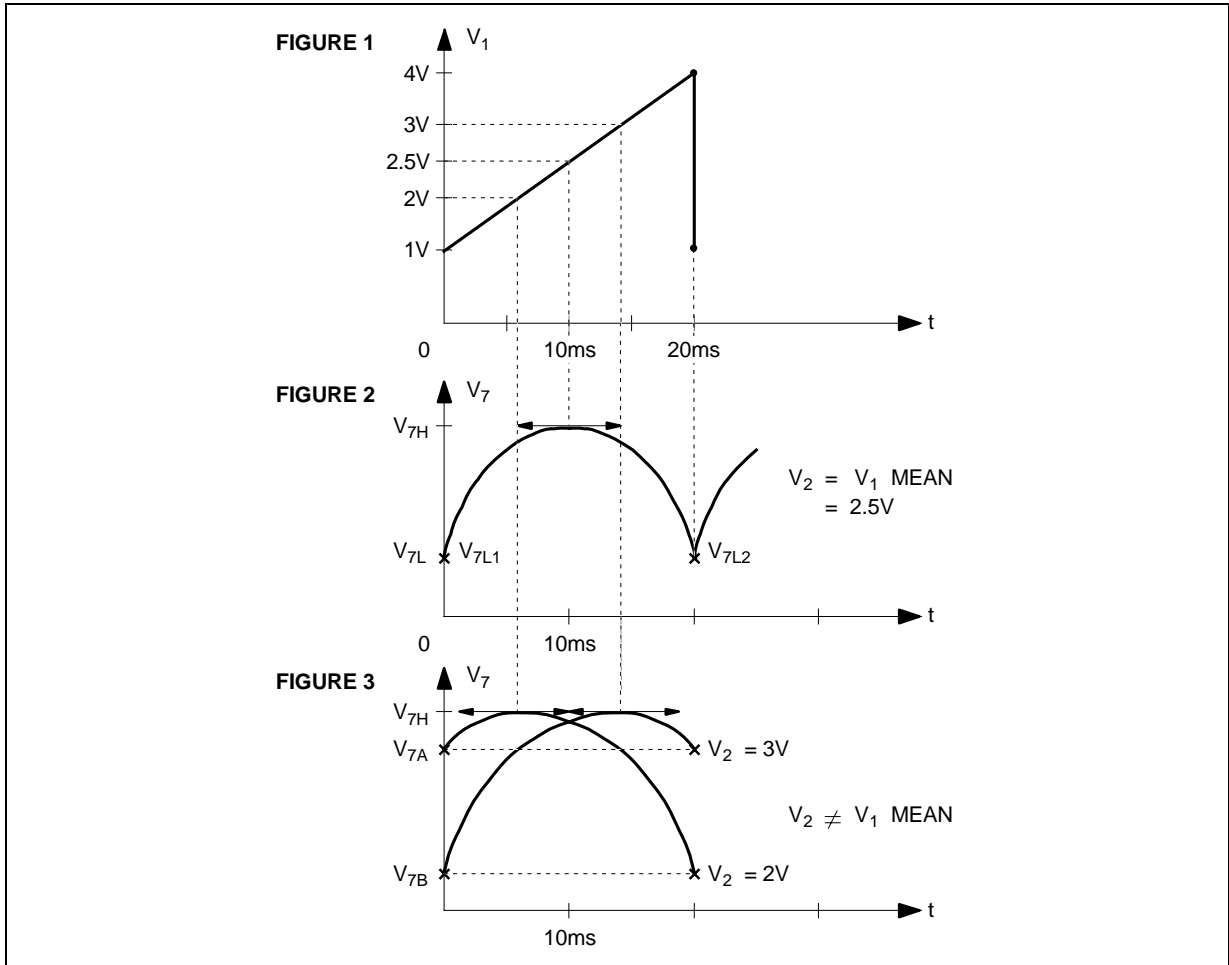 FIGURE 1
V1
4V
3V
2.5V
2V
1V
t
0
10ms
20ms
FIGURE 2
V7
V7H
V2 = V1 MEAN
= 2.5V
V7L
V7L1
V7L2
t
0
10ms
FIGURE 3
V7
V7H
V7A
V2 = 3V
V2 ≠ V1 MEAN
V7B
V2 = 2V
t
10ms